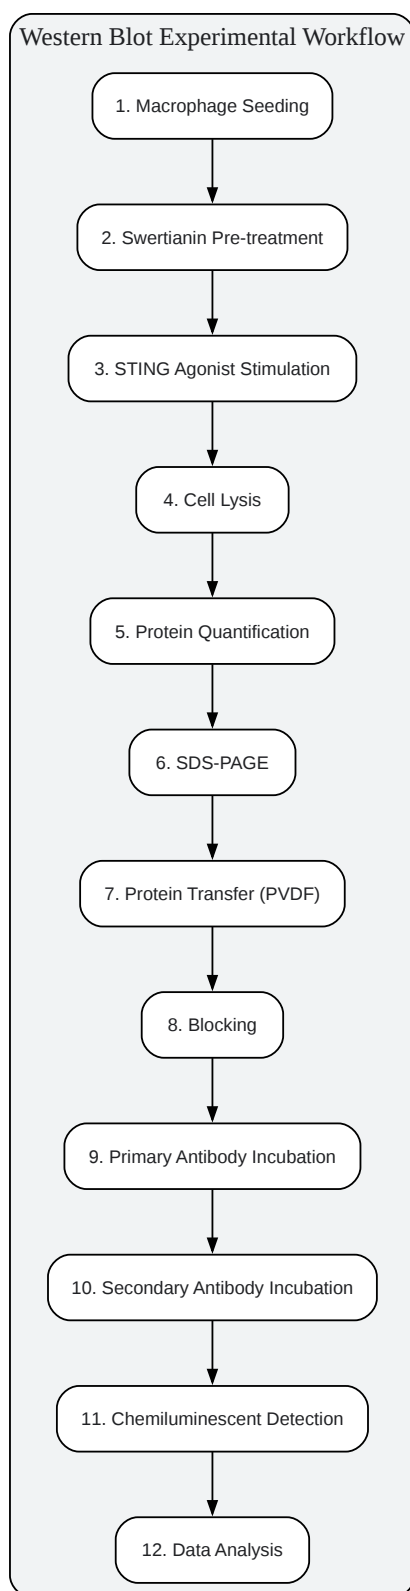 Western Blot Experimental Workflow
1. Macrophage Seeding
2. Swertianin Pre-treatment
3. STING Agonist Stimulation
4. Cell Lysis
5. Protein Quantification
6. SDS-PAGE
7. Protein Transfer (PVDF)
8. Blocking
9. Primary Antibody Incubation
10. Secondary Antibody Incubation
11. Chemiluminescent Detection
12. Data Analysis